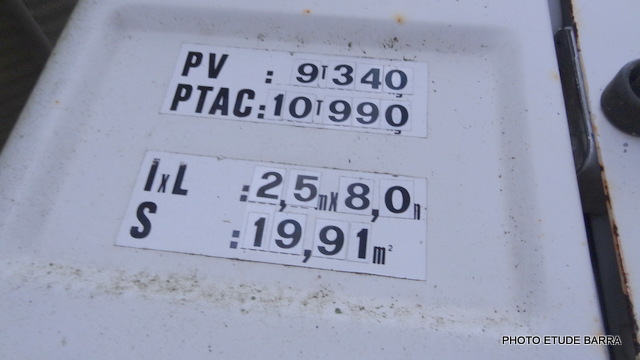 PV : 9T340
PTAC: 10T990
lxL : 2,5mX8,0m
S : 19,91m²
PHOTO ETUDE BARRA